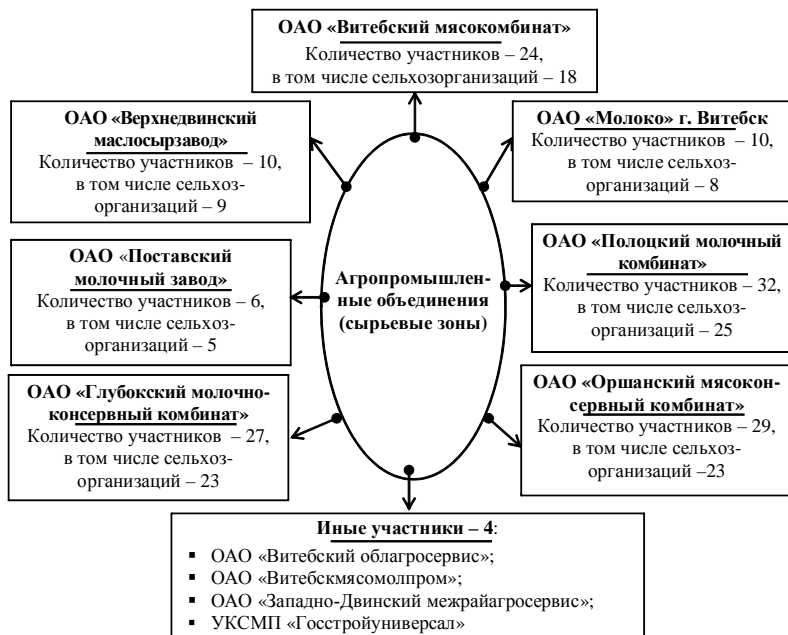 ОАО «Витебский мясокомбинат»
Количество участников – 24,
в том числе сельхозорганизаций – 18
ОАО «Верхнедвинский
маслосырзавод»
Количество участников – 10,
в том числе сельхоз-
организаций – 9
ОАО «Молоко» г. Витебск
Количество участников – 10,
в том числе сельхоз-
организаций –
8
ОАО «Поставский
молочный завод»
Количество участников – 6,
в том числе сельхоз-
организаций – 5
Агропромышлен-
ные объединения
(сырьевые зоны)
ОАО «Полоцкий молочный
комбинат»
Количество участников – 32,
в том числе сельхоз-
организаций –
25
ОАО «Глубокский молочно-
консервный комбинат»
Количество участников – 27,
в том числе сельхоз-
организаций – 23
ОАО «Оршанский мясокон-
сервный комбинат»
Количество участников – 29,
в том числе сельхоз-
организаций –23
Иные участники – 4:
▪ ОАО «Витебский облагросервис»;
▪ ОАО «Витебскмясомолпром»;
▪ ОАО «Западно-Двинский межрайагросервис»;
▪ УКСМП «Госстройуниверсал»